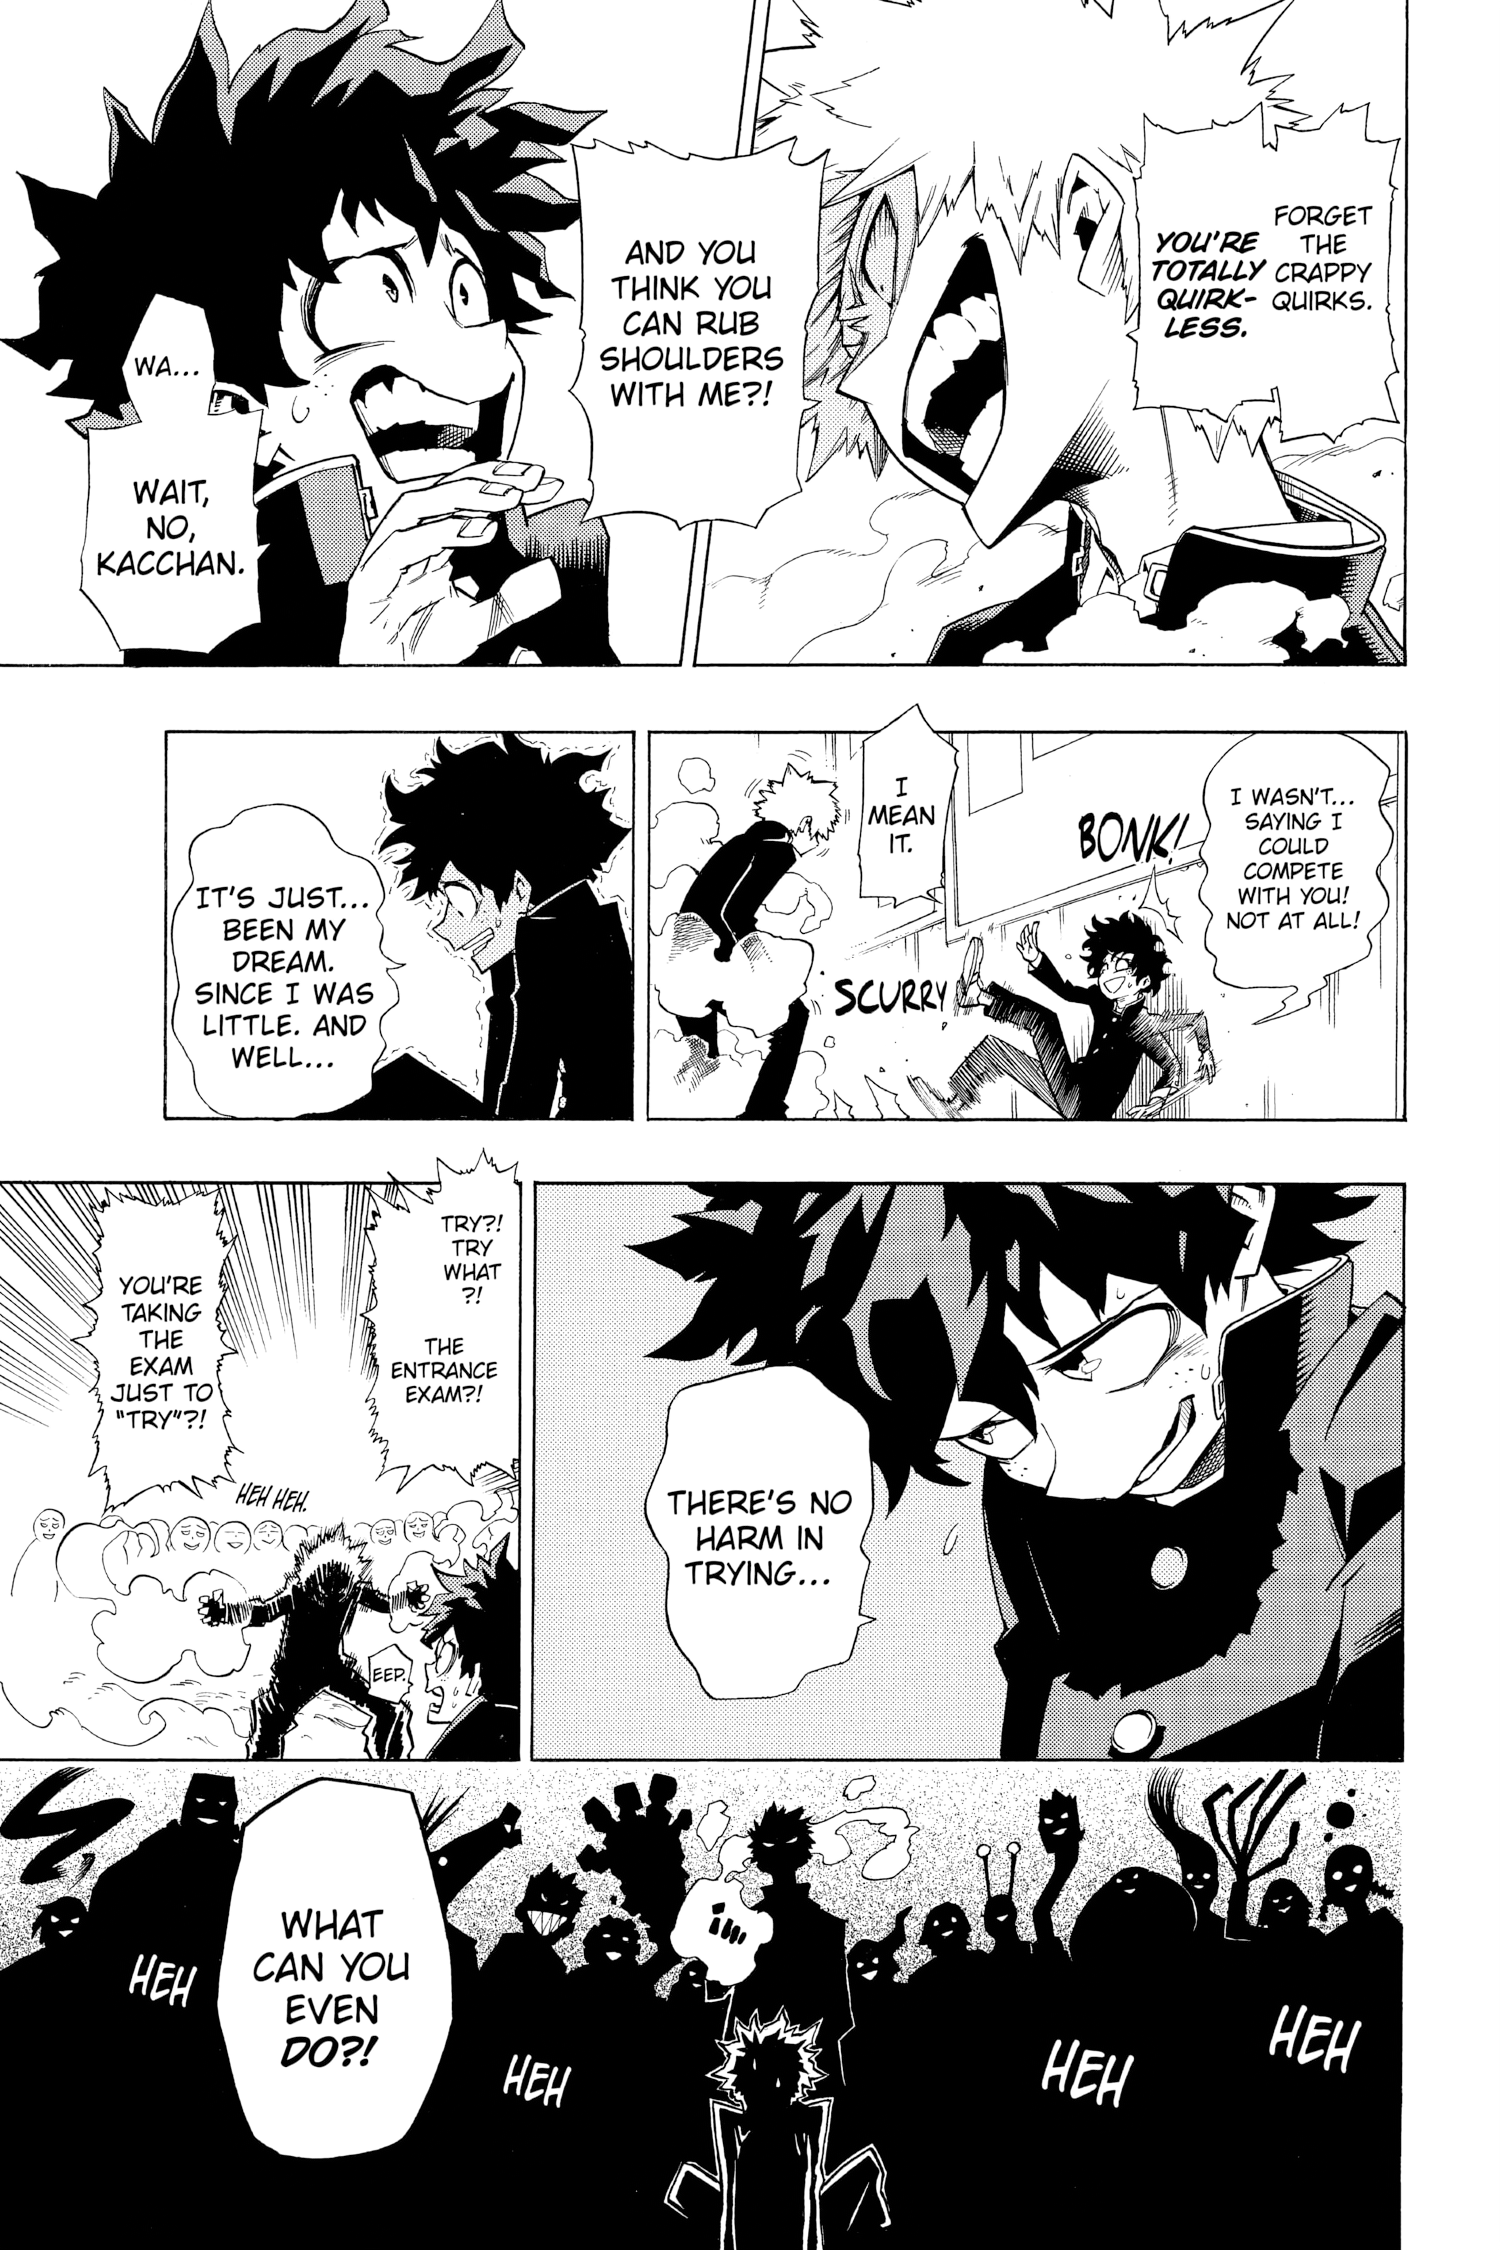 FORGET
THE
CRAPPY
QUIRKS.
YOU'RE
TOTALLY
QUIRK-
LESS.
AND YOU
THINK YOU
CAN RUB
SHOULDERS
WITH ME?!
WA...
WAIT,
NO,
KACCHAN.
I WASN'T...
SAYING I
COULD
COMPETE
WITH YOU!
NOT AT ALL!
BONK!
I
MEAN
IT.
SCURRY
IT'S JUST...
BEEN MY
DREAM.
SINCE I WAS
LITTLE. AND
WELL...
THERE'S NO
HARM IN
TRYING...
TRY?!
TRY
WHAT
?!
THE
ENTRANCE
EXAM?!
YOU'RE
TAKING
THE
EXAM
JUST TO
"TRY"?!
HEH HEH.
EEP.
WHAT
CAN YOU
EVEN
DO?!
HEH
HEH
HEH
HEH